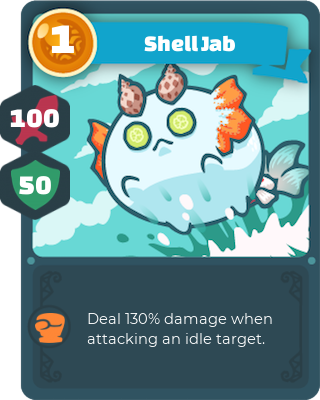 1
Shell Jab
100
50
Deal 130% damage when
attacking an idle target.